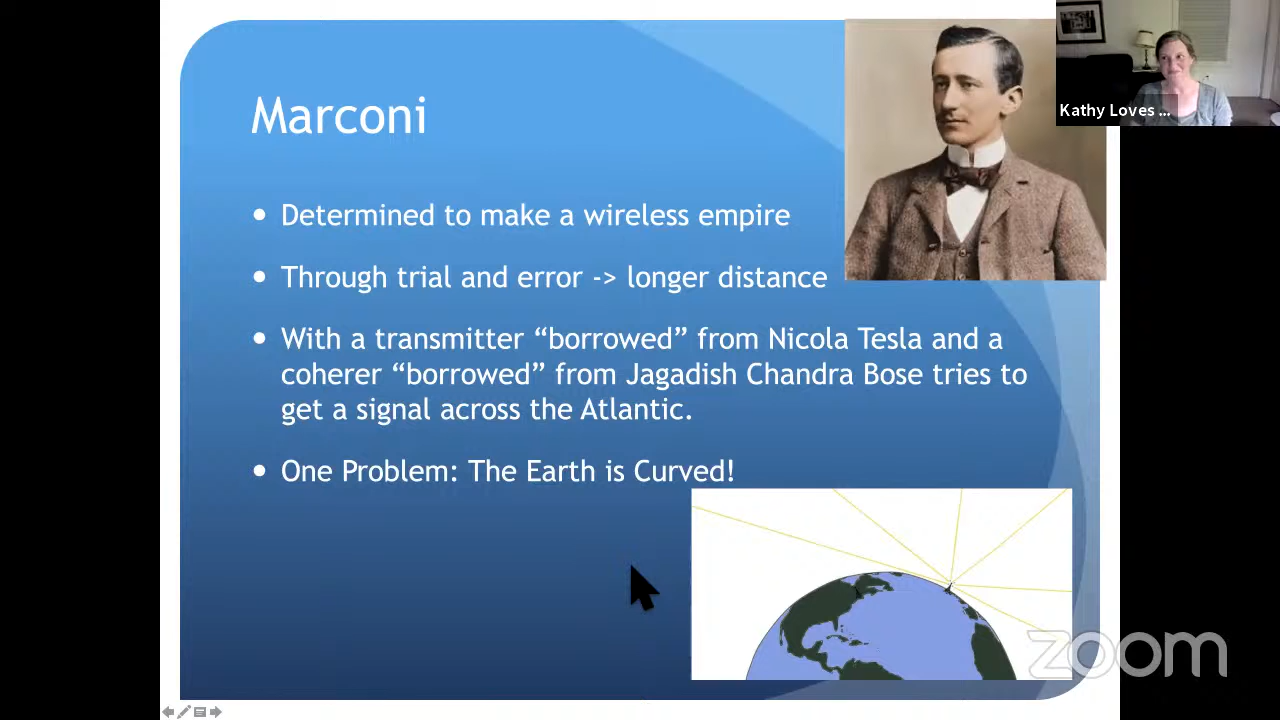 Marconi
Kathy Loves ...
• Determined to make a wireless empire
• Through trial and error -> longer distance
• With a transmitter “borrowed” from Nicola Tesla and a
coherer “borrowed” from Jagadish Chandra Bose tries to
get a signal across the Atlantic.
• One Problem: The Earth is Curved!
zoom